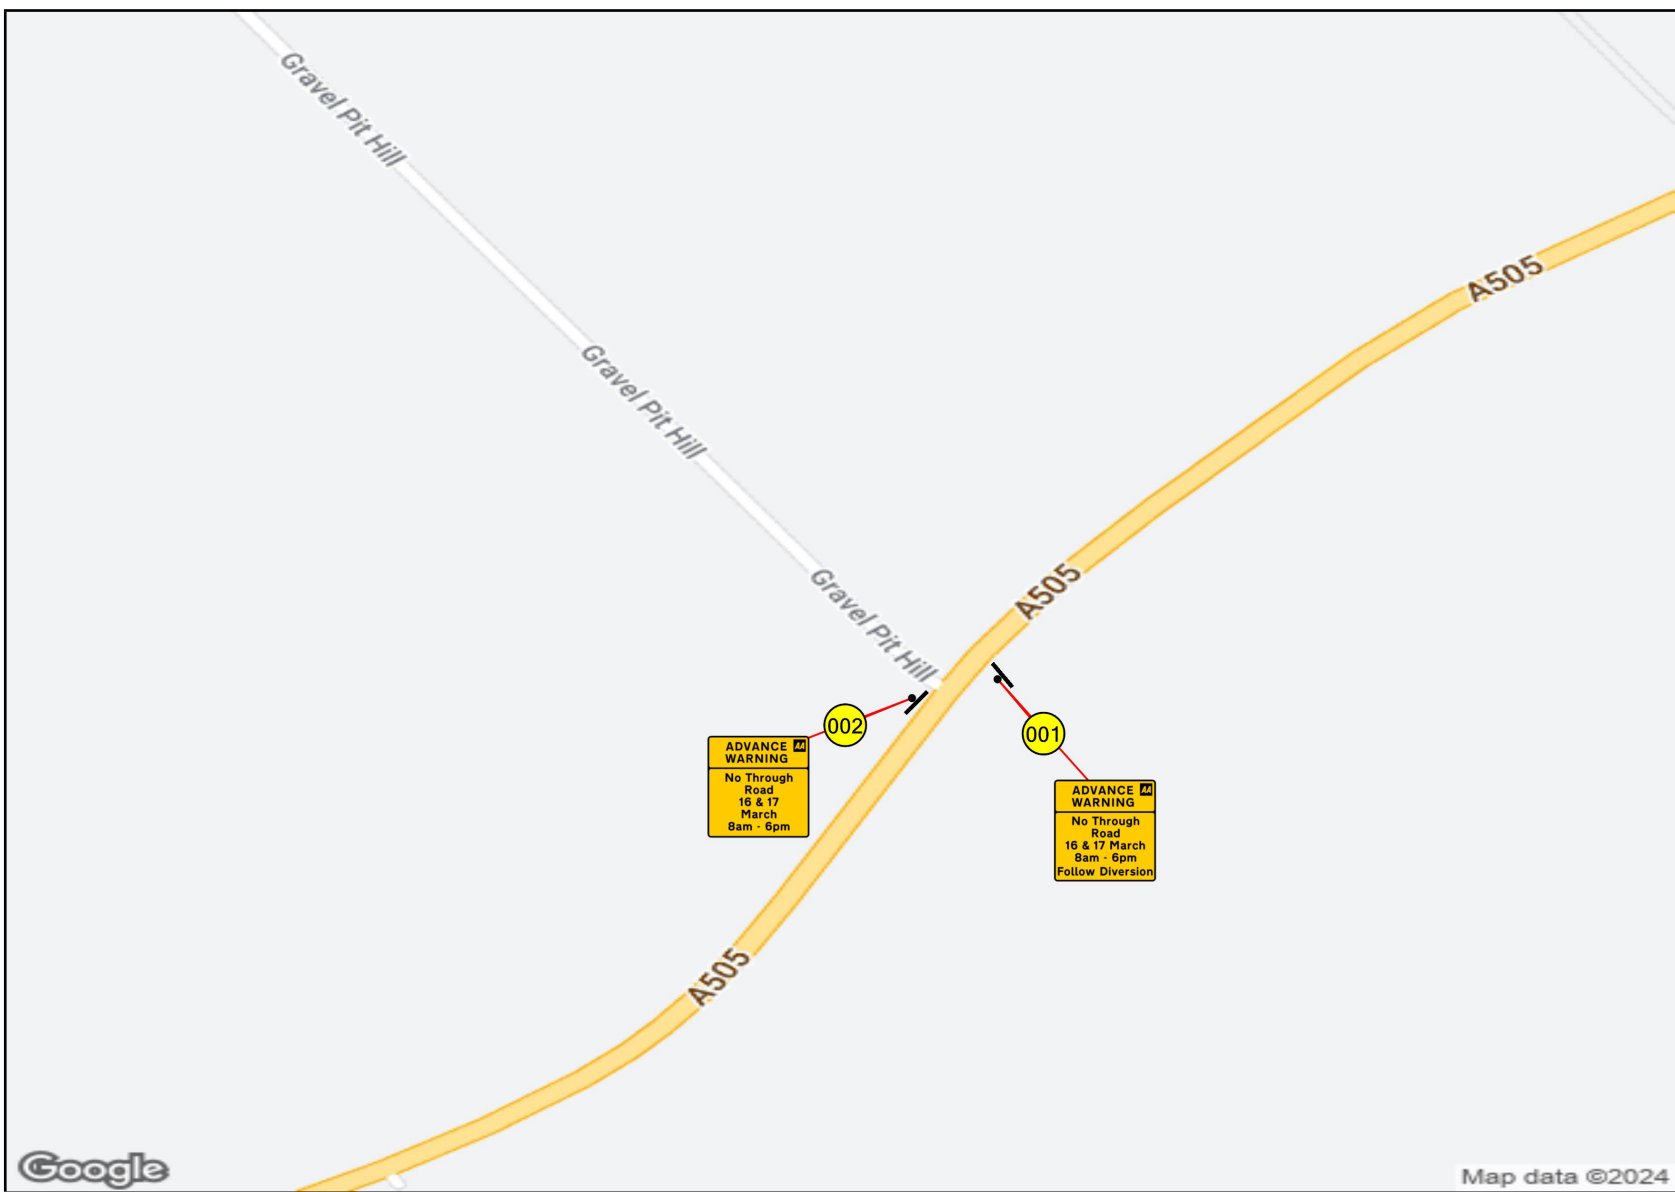 Gravel Pit Hill
A505
Gravel Pit Hill
Gravel Pit Hill
A505
002
001
ADVANCE AA
WARNING
No Through
Road
16 & 17
March
8am - 6pm
ADVANCE AA
WARNING
No Through
Road
16 & 17 March
8am - 6pm
Follow Diversion
A505
Google
Map data ©2024